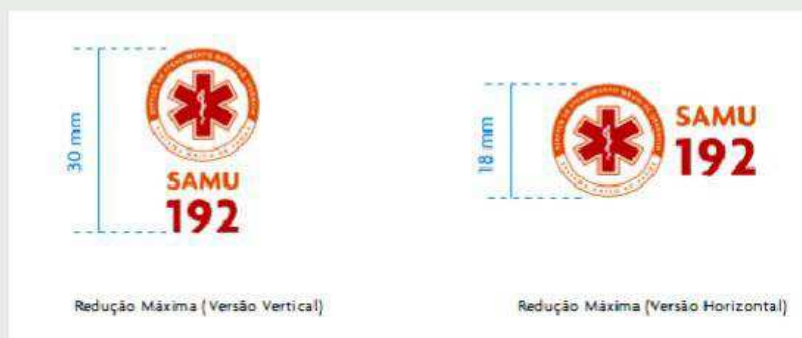 30 mm
SAMU
192
Redução Máxima (Versão Vertical)
18 mm
SAMU
192
Redução Máxima (Versão Horizontal)